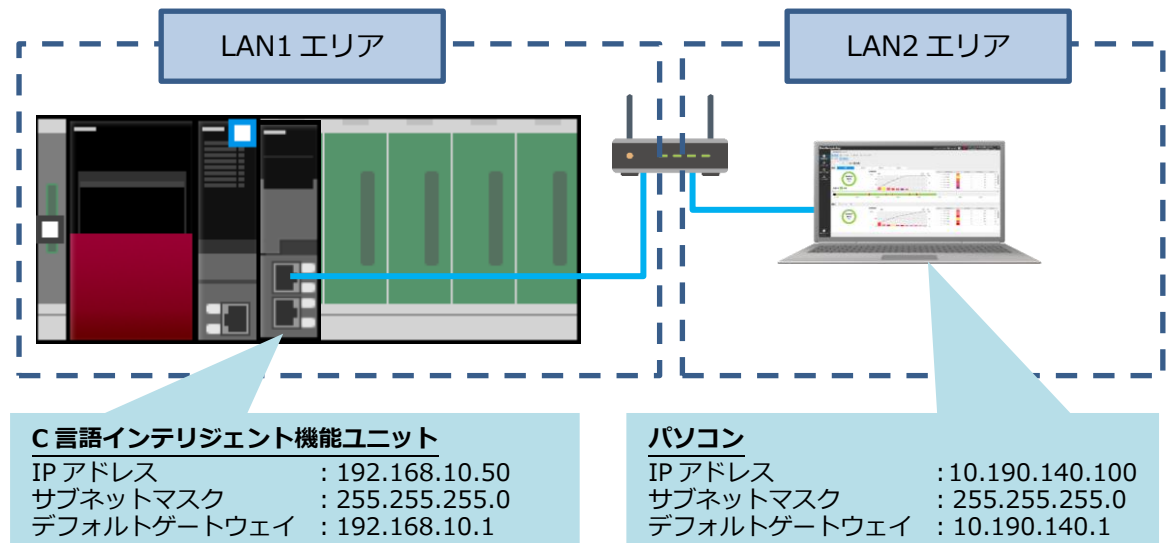 LAN1 エリア
LAN2 エリア
C 言語インテリジェント機能ユニット
IP アドレス : 192.168.10.50
サブネットマスク : 255.255.255.0
デフォルトゲートウェイ : 192.168.10.1
パソコン
IP アドレス : 10.190.140.100
サブネットマスク : 255.255.255.0
デフォルトゲートウェイ : 10.190.140.1